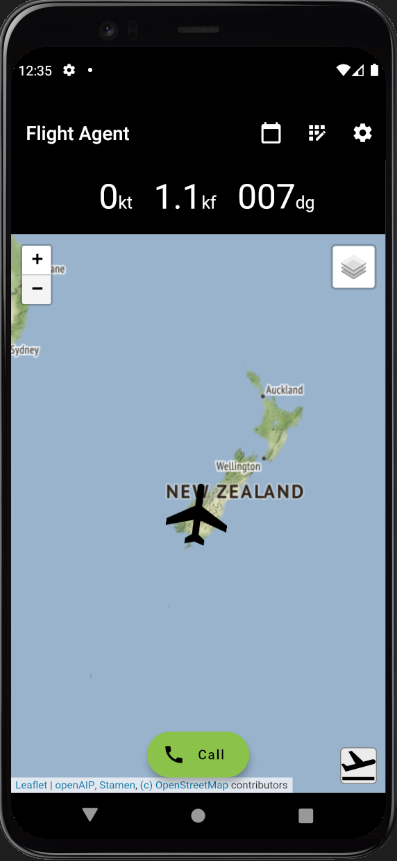 12:35
Flight Agent
0kt 1.1kf 007dg
+
ane
−
Sydney
Auckland
Wellington
NEW ZEALAND
Call
Leaflet | openAIP, Stamen, (c) OpenStreetMap contributors